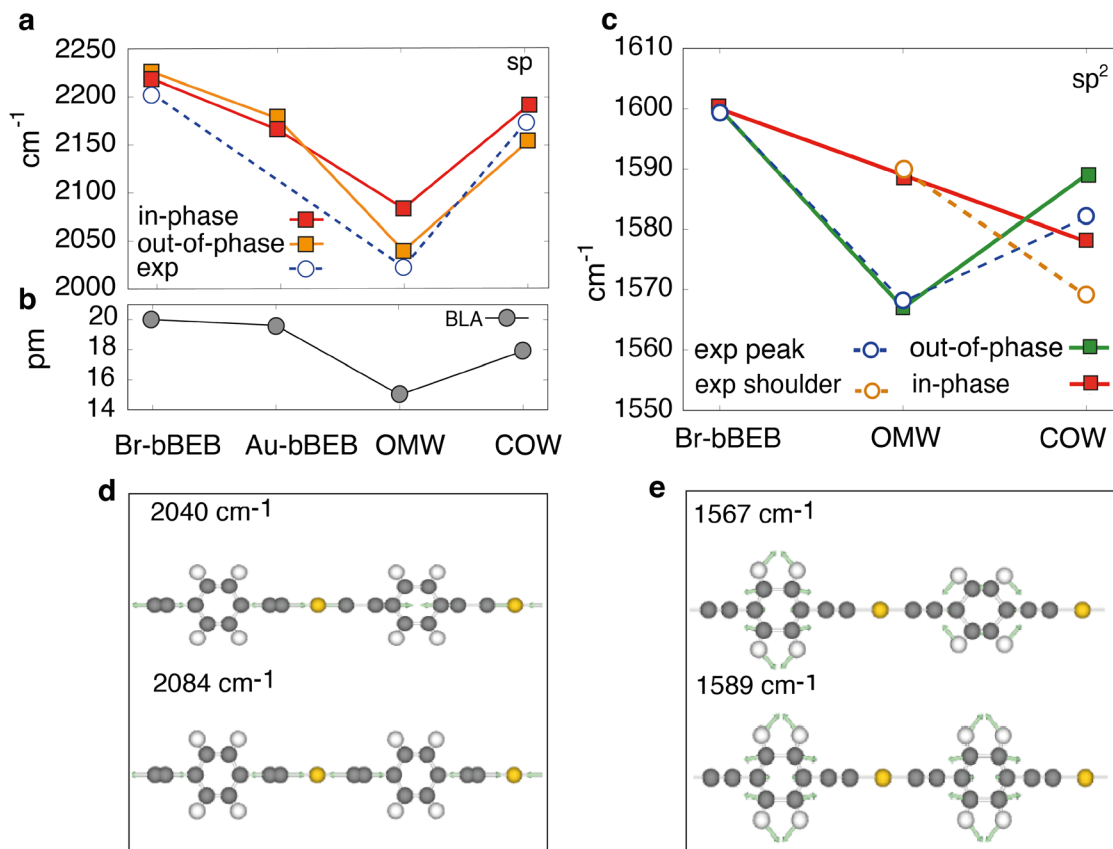 a
sp
2250
2200
2150
2100
2050
2000
cm-1
in-phase
out-of-phase
exp
b
BLA
20
18
16
14
pm
Br-bBEB Au-bBEB OMW COW
c
sp2
1610
1600
1590
1580
1570
1560
1550
cm-1
exp peak out-of-phase
exp shoulder in-phase
Br-bBEB OMW COW
d
2040 cm-1
2084 cm-1
e
1567 cm-1
1589 cm-1